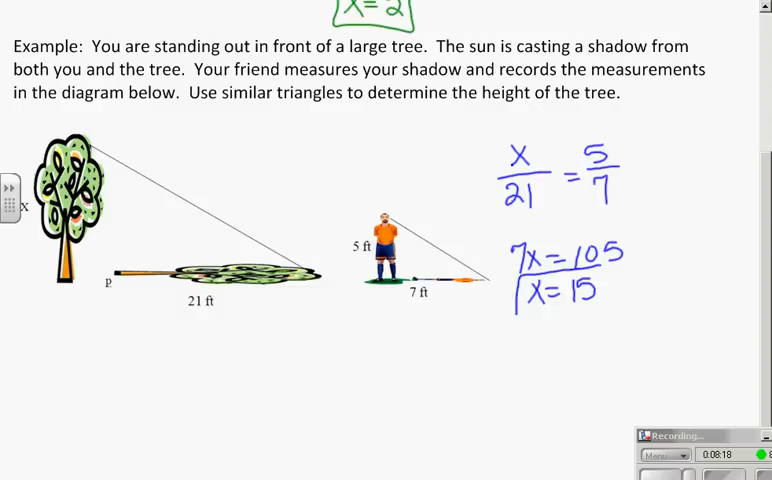 x = 2
Example: You are standing out in front of a large tree. The sun is casting a shadow from
both you and the tree. Your friend measures your shadow and records the measurements
in the diagram below. Use similar triangles to determine the height of the tree.
x/21 = 5/7
x
5 ft
7x = 105
p
7 ft
x = 15
21 ft
Recording...
Menu
0:08:18